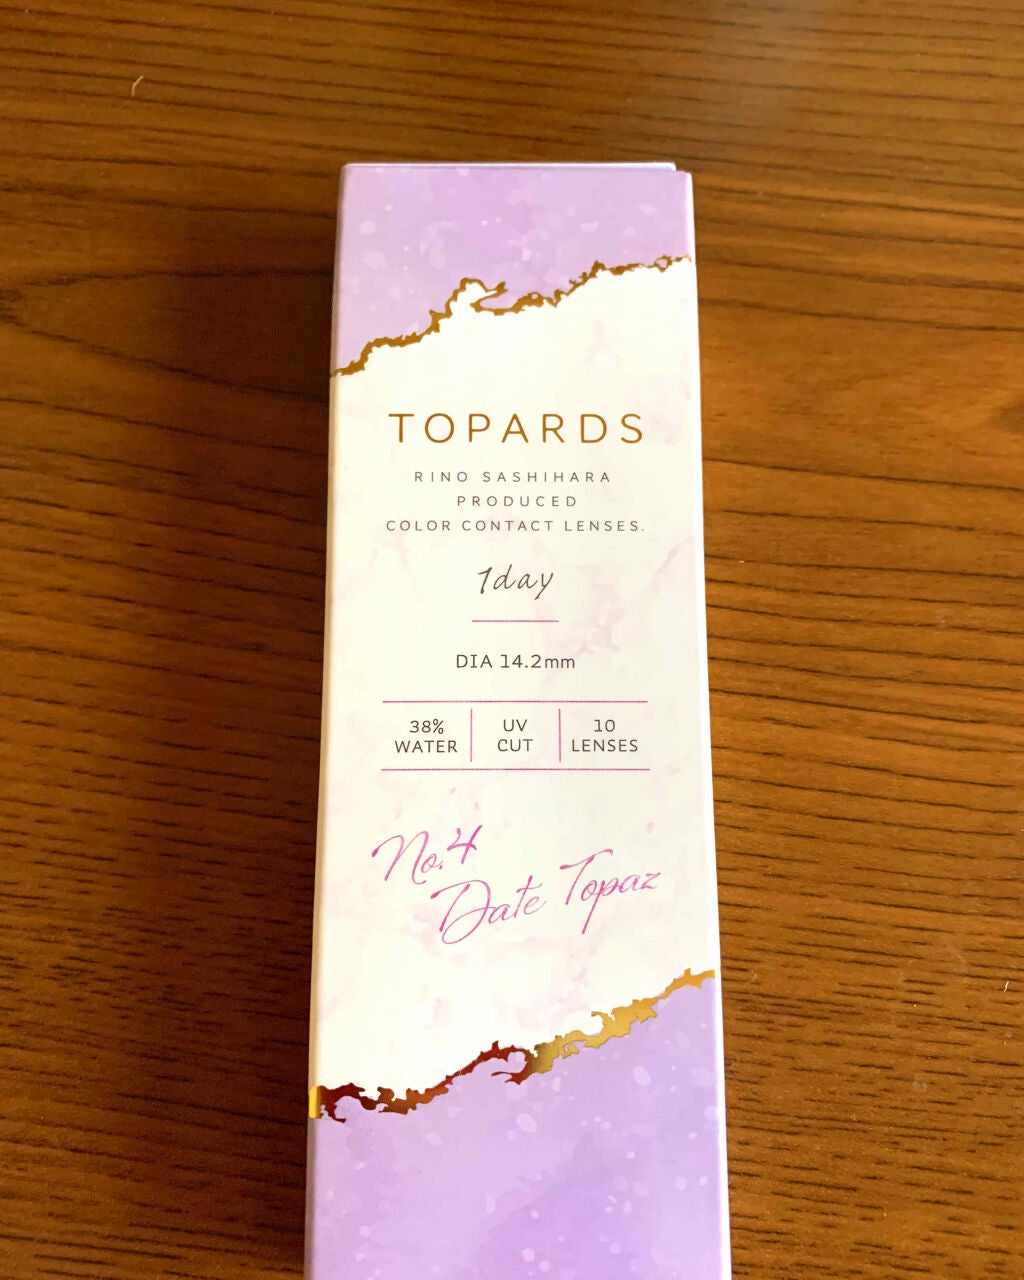 TOPARDS
RINO SASHIHARA
PRODUCED
COLOR CONTACT LENSES.
1day
DIA 14.2mm
38% WATER
UV CUT
10 LENSES
No.4
Date Topaz